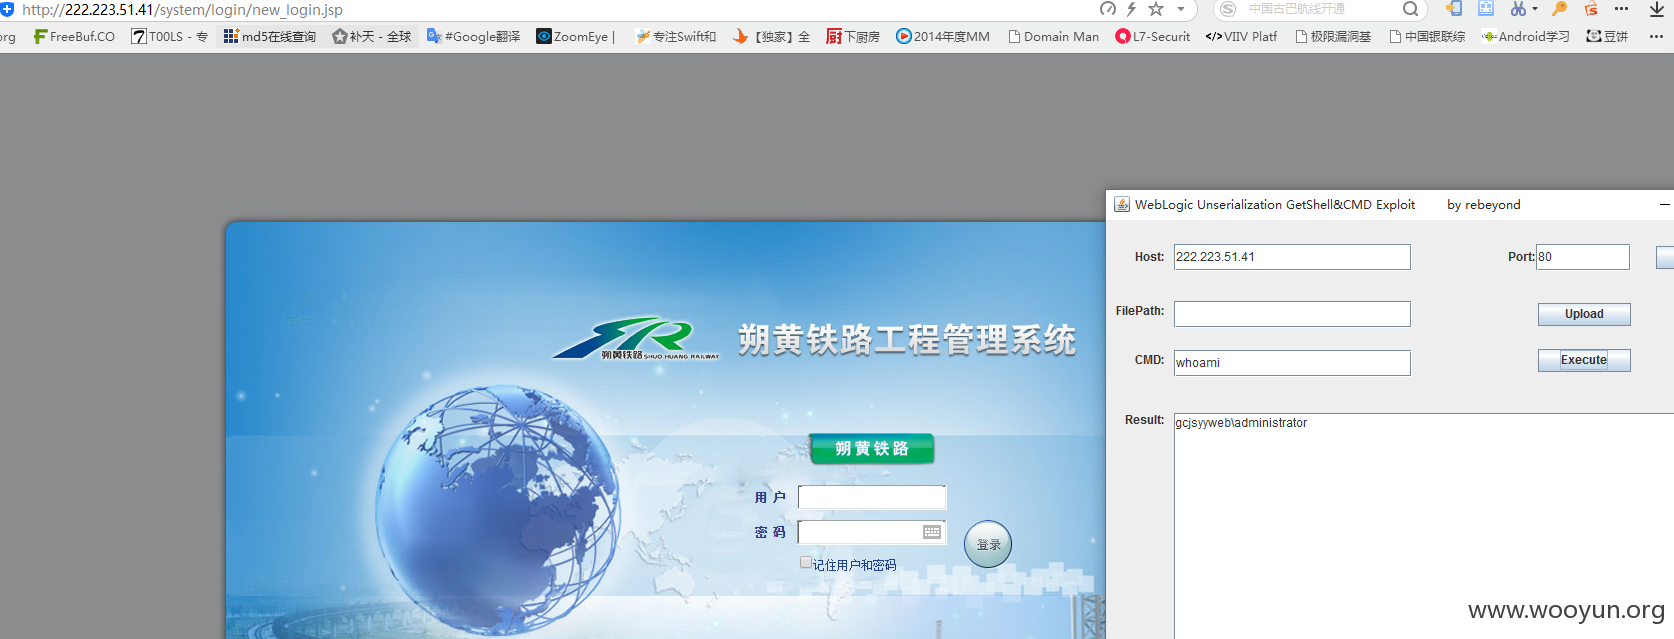 http://222.223.51.41/system/login/new_login.jsp
中国古巴航线开通
org FreeBuf.CO T00LS - 专 md5在线查询 补天 - 全球 #Google翻译 ZoomEye | 专注Swift和 【独家】全 下厨房 2014年度MM Domain Man L7-Securit VIIV Platf 极限漏洞基 中国银联综 Android学习 豆饼
WebLogic Unserialization GetShell&CMD Exploit by rebeyond
Host: 222.223.51.41 Port: 80
FilePath: Upload
CMD: whoami Execute
Result: gcjsyyweb\administrator
朔黄铁路SHUO HUANG RAILWAY
朔黄铁路工程管理系统
朔黄铁路
用 户
密 码
登录
记住用户和密码
www.wooyun.org